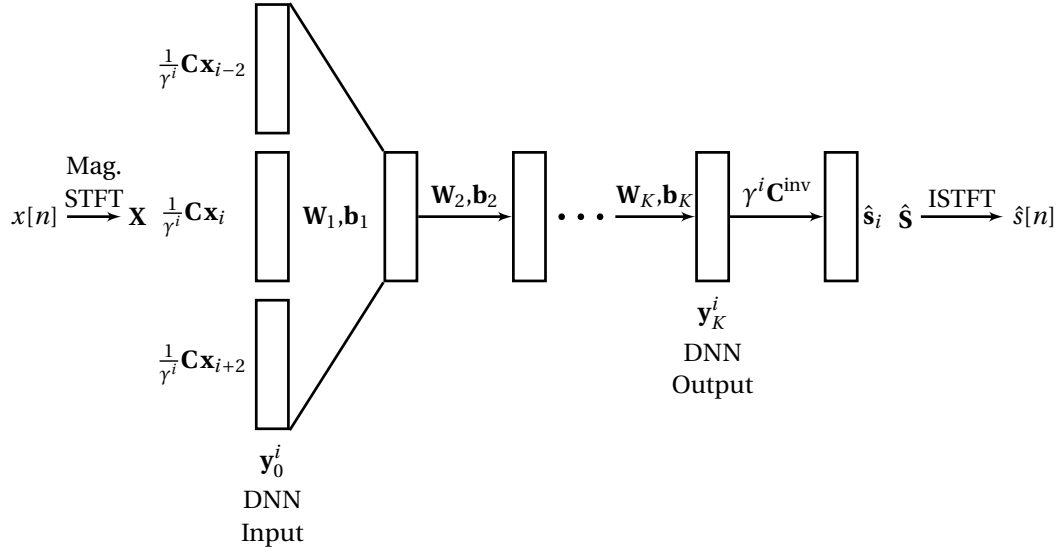 1/γ^i Cx_{i−2}
Mag.
STFT
x[n] X 1/γ^i Cx_i W_1,b_1 W_2,b_2 • • • W_K,b_K γ^i C^{inv} ŝ_i Ŝ ISTFT ŝ[n]
1/γ^i Cx_{i+2}
y_K^i
DNN
Output
y_0^i
DNN
Input